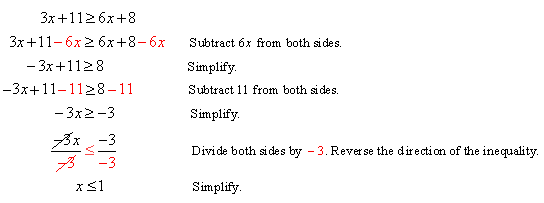 3x+11≥6x+8
3x+11−6x≥6x+8−6x Subtract 6x from both sides.
−3x+11≥8 Simplify.
−3x+11−11≥8−11 Subtract 11 from both sides.
−3x≥−3 Simplify.
−3x/−3 ≤ −3/−3 Divide both sides by −3. Reverse the direction of the inequality.
x≤1 Simplify.